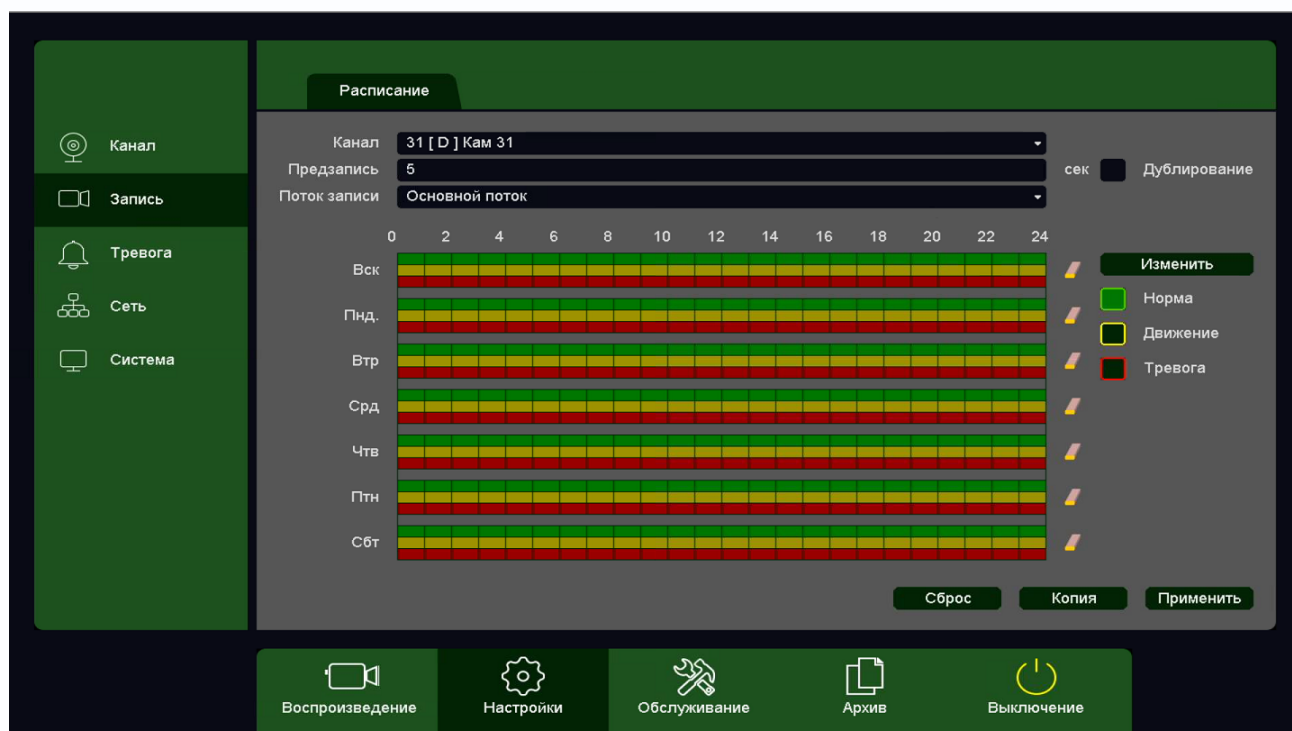 Расписание
Канал
Запись
Тревога
Сеть
Система
Канал 31 [ D ] Кам 31
Предзапись 5 сек Дублирование
Поток записи Основной поток
0 2 4 6 8 10 12 14 16 18 20 22 24
Вск
Пнд.
Втр
Срд
Чтв
Птн
Сбт
Изменить
Норма
Движение
Тревога
Сброс Копия Применить
Воспроизведение Настройки Обслуживание Архив Выключение